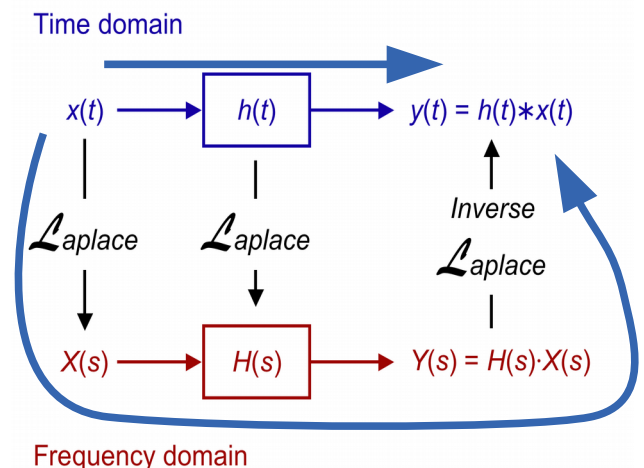 Time domain
x(t) h(t) y(t) = h(t)∗x(t)
Inverse
Laplace Laplace
Laplace
X(s) H(s) Y(s) = H(s)·X(s)
Frequency domain